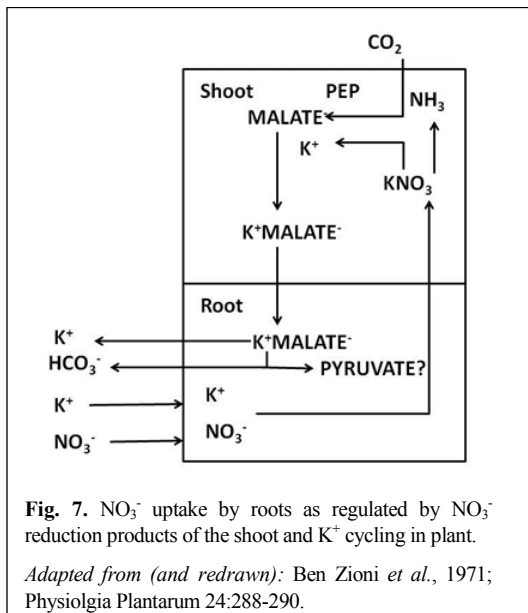 CO₂
Shoot PEP NH₃
MALATE⁻
K⁺
KNO₃
K⁺MALATE⁻
Root
K⁺ K⁺MALATE⁻
HCO₃⁻ PYRUVATE?
K⁺ K⁺
NO₃⁻ NO₃⁻
Fig. 7. NO₃⁻ uptake by roots as regulated by NO₃⁻
reduction products of the shoot and K⁺ cycling in plant.
Adapted from (and redrawn): Ben Zioni et al., 1971;
Physiolgia Plantarum 24:288-290.